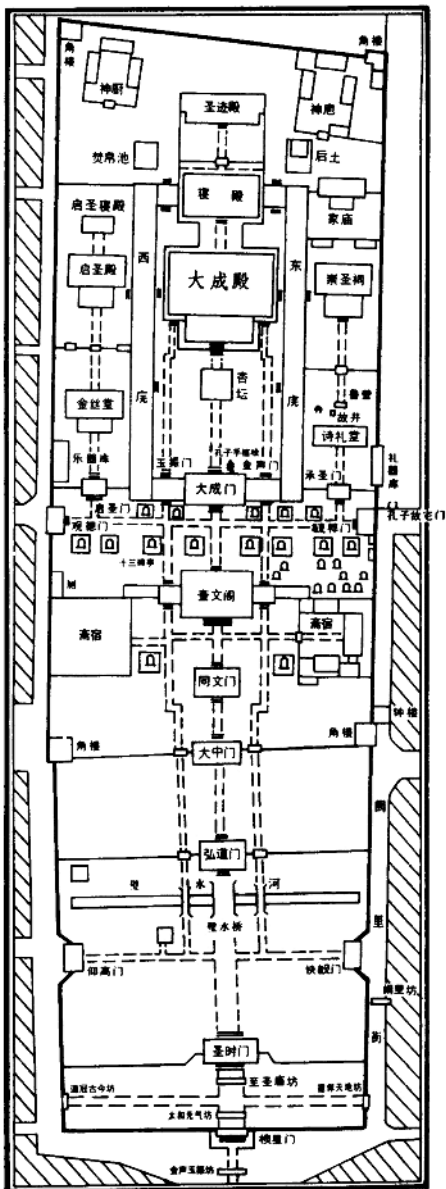 角楼
角楼
神厨
神庖
圣迹殿
焚帛池
后土
寝殿
家庙
启圣寝殿
启圣殿
西庑
大成殿
东庑
崇圣祠
杏坛
金丝堂
鲁壁
故井
诗礼堂
乐器库
玉振门
孔子手植桧
金声门
承圣门
礼器库
大成门
启圣门
孔子故宅门
观德门
毓粹门
十三碑亭
奎文阁
斋宿
斋宿
同文门
钟楼
角楼
角楼
大中门
阙里街
弘道门
璧水河
璧水桥
仰高门
快睹门
阙里坊
圣时门
至圣庙坊
道冠古今坊
德侔天地坊
太和元气坊
棂星门
金声玉振坊